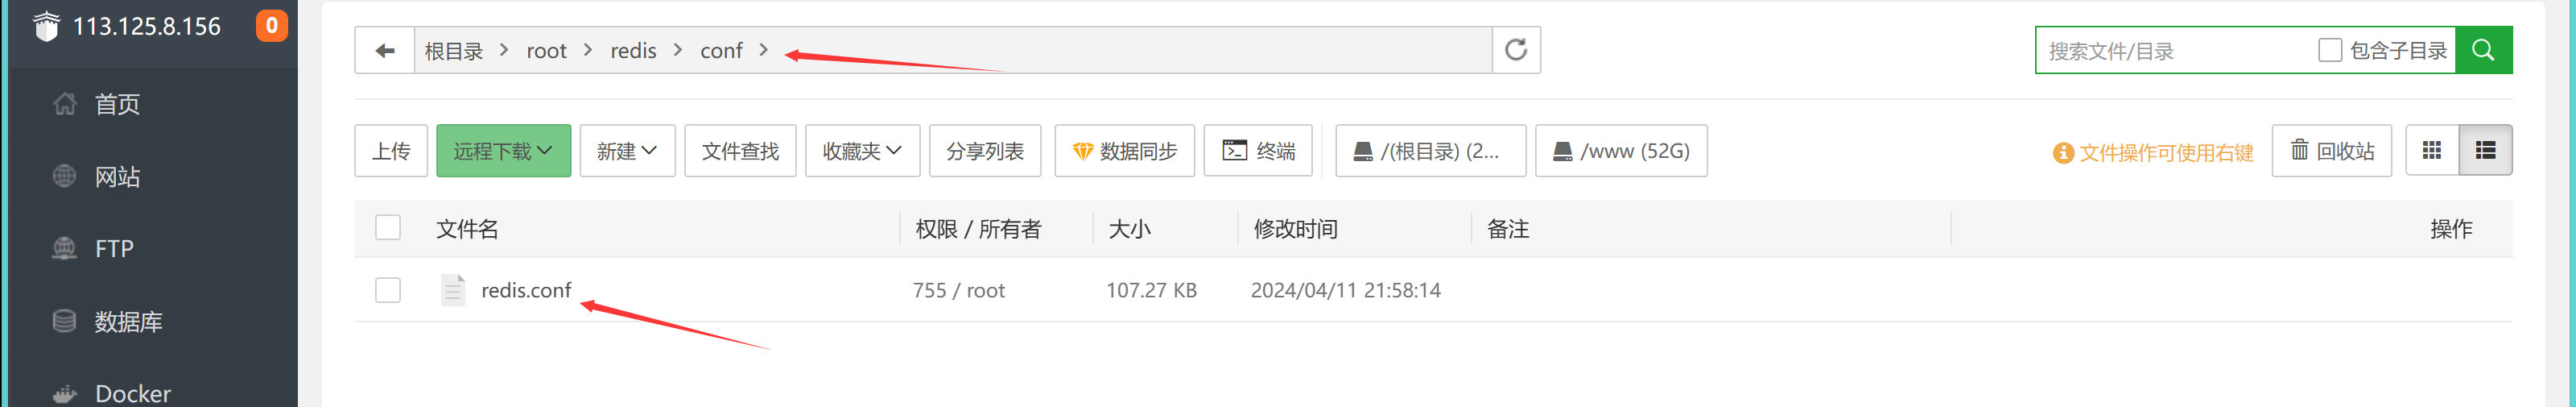 113.125.8.156 0
首页
网站
FTP
数据库
Docker
根目录 > root > redis > conf >
搜索文件/目录 包含子目录
上传 远程下载 新建 文件查找 收藏夹 分享列表 数据同步 终端 /(根目录) (2... /www (52G) 文件操作可使用右键 回收站
文件名 权限 / 所有者 大小 修改时间 备注 操作
redis.conf 755 / root 107.27 KB 2024/04/11 21:58:14